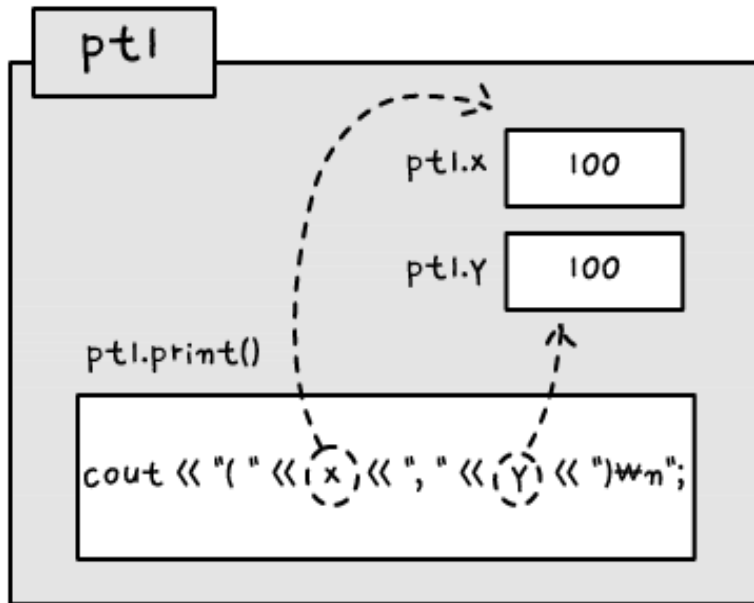 pt1
pt1.x 100
pt1.y 100
pt1.print()
cout << "( " << x << ", " << y << ")₩n";